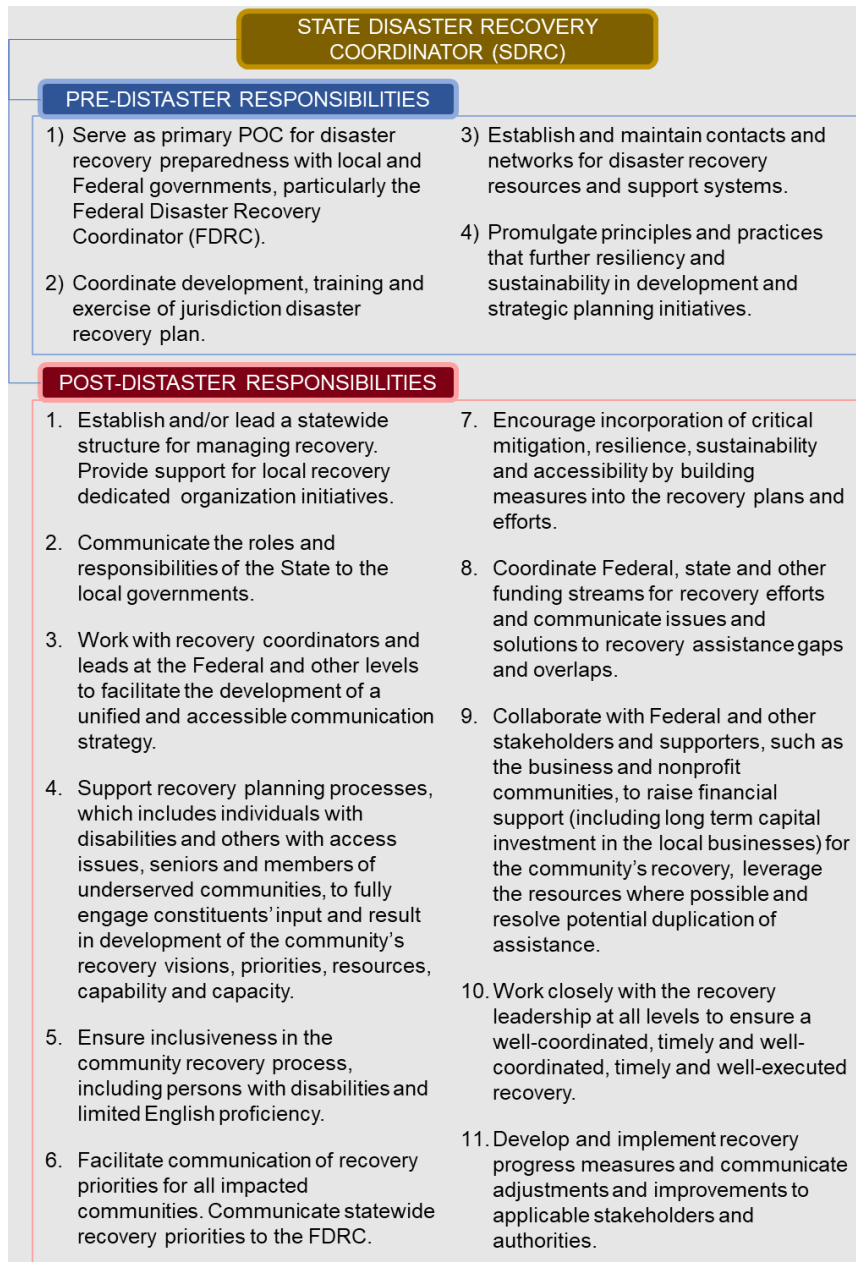 STATE DISASTER RECOVERY
COORDINATOR (SDRC)
PRE-DISTASTER RESPONSIBILITIES
1) Serve as primary POC for disaster
recovery preparedness with local and
Federal governments, particularly the
Federal Disaster Recovery
Coordinator (FDRC).
2) Coordinate development, training and
exercise of jurisdiction disaster
recovery plan.
3) Establish and maintain contacts and
networks for disaster recovery
resources and support systems.
4) Promulgate principles and practices
that further resiliency and
sustainability in development and
strategic planning initiatives.
POST-DISTASTER RESPONSIBILITIES
1. Establish and/or lead a statewide
structure for managing recovery.
Provide support for local recovery
dedicated organization initiatives.
2. Communicate the roles and
responsibilities of the State to the
local governments.
3. Work with recovery coordinators and
leads at the Federal and other levels
to facilitate the development of a
unified and accessible communication
strategy.
4. Support recovery planning processes,
which includes individuals with
disabilities and others with access
issues, seniors and members of
underserved communities, to fully
engage constituents' input and result
in development of the community's
recovery visions, priorities, resources,
capability and capacity.
5. Ensure inclusiveness in the
community recovery process,
including persons with disabilities and
limited English proficiency.
6. Facilitate communication of recovery
priorities for all impacted
communities. Communicate statewide
recovery priorities to the FDRC.
7. Encourage incorporation of critical
mitigation, resilience, sustainability
and accessibility by building
measures into the recovery plans and
efforts.
8. Coordinate Federal, state and other
funding streams for recovery efforts
and communicate issues and
solutions to recovery assistance gaps
and overlaps.
9. Collaborate with Federal and other
stakeholders and supporters, such as
the business and nonprofit
communities, to raise financial
support (including long term capital
investment in the local businesses) for
the community's recovery, leverage
the resources where possible and
resolve potential duplication of
assistance.
10. Work closely with the recovery
leadership at all levels to ensure a
well-coordinated, timely and well-
coordinated, timely and well-executed
recovery.
11. Develop and implement recovery
progress measures and communicate
adjustments and improvements to
applicable stakeholders and
authorities.